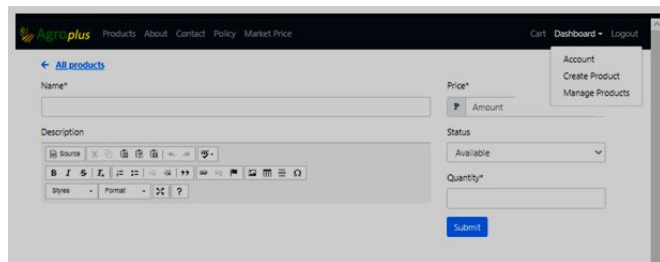 Agroplus Products About Contact Policy Market Price Cart Dashboard Logout
Account
Create Product
Manage Products
← All products
Name*
Price*
₱ Amount
Description
Status
Source
Available
B I S Ix
Quantity*
Styles Format ?
Submit